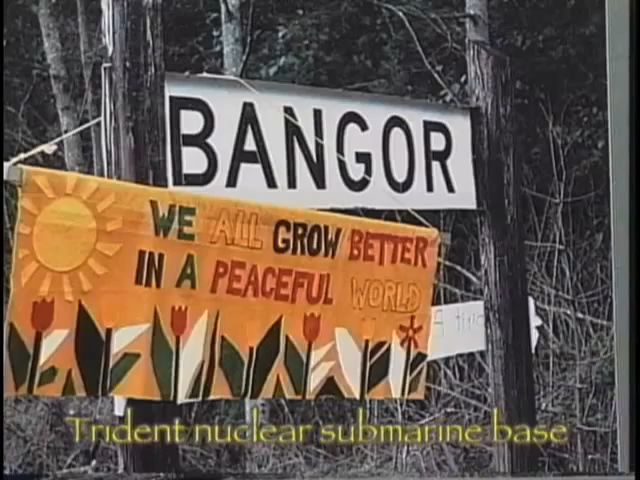 BANGOR
WE ALL GROW BETTER
IN A PEACEFUL WORLD
Trident nuclear submarine base